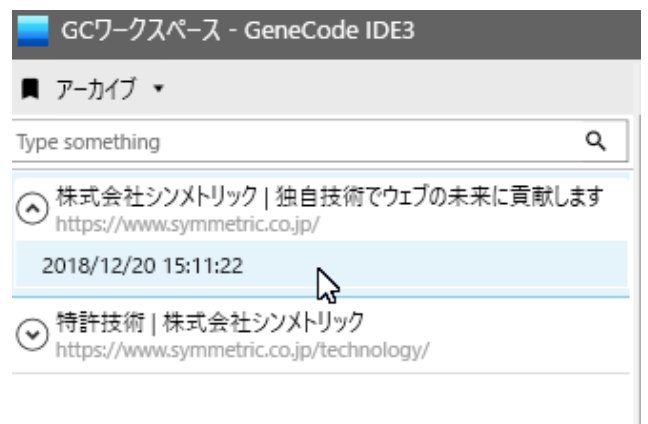 GCワークスペース - GeneCode IDE3
アーカイブ
Type something
株式会社シンメトリック | 独自技術でウェブの未来に貢献します
https://www.symmetric.co.jp/
2018/12/20 15:11:22
特許技術 | 株式会社シンメトリック
https://www.symmetric.co.jp/technology/